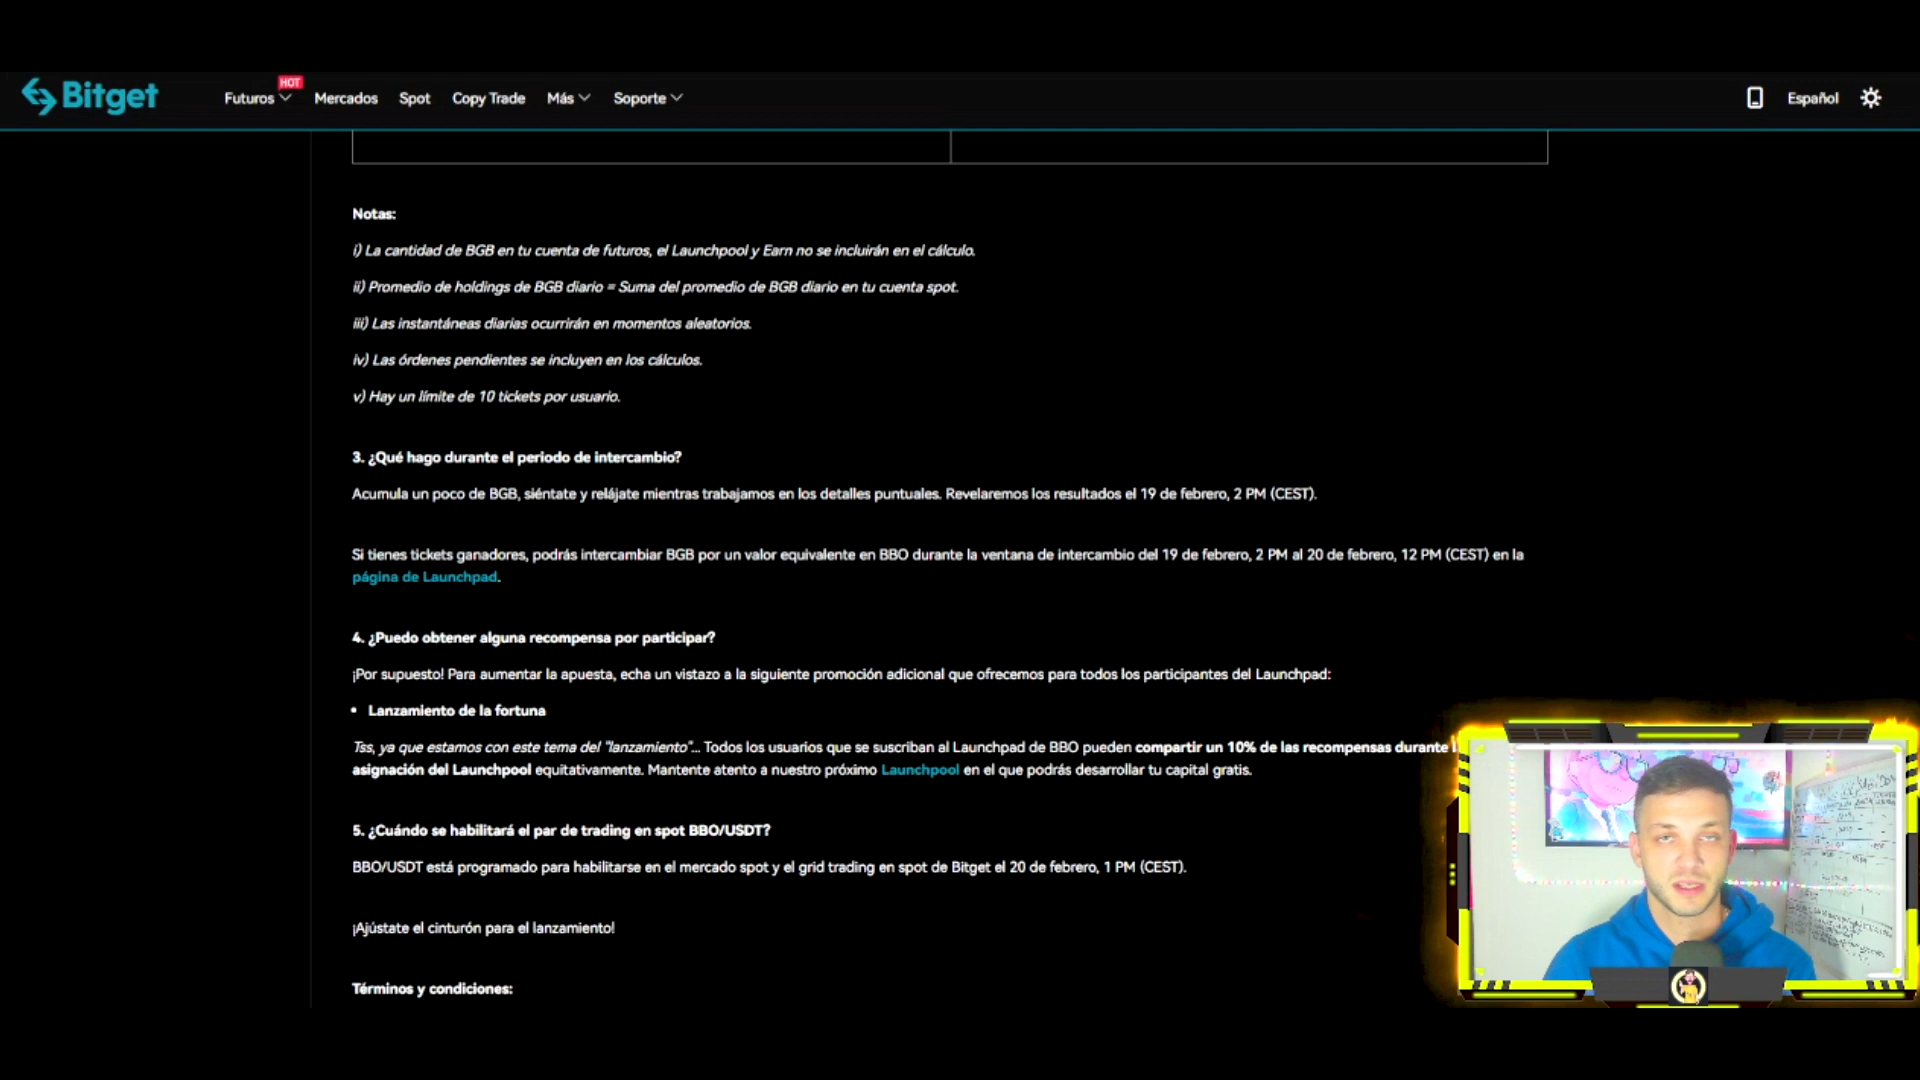 Bitget
HOT
Futuros Mercados Spot Copy Trade Más Soporte Español
Notas:
i) La cantidad de BGB en tu cuenta de futuros, el Launchpool y Earn no se incluirán en el cálculo.
ii) Promedio de holdings de BGB diario = Suma del promedio de BGB diario en tu cuenta spot.
iii) Las instantáneas diarias ocurrirán en momentos aleatorios.
iv) Las órdenes pendientes se incluyen en los cálculos.
v) Hay un límite de 10 tickets por usuario.
3. ¿Qué hago durante el periodo de intercambio?
Acumula un poco de BGB, siéntate y relájate mientras trabajamos en los detalles puntuales. Revelaremos los resultados el 19 de febrero, 2 PM (CEST).
Si tienes tickets ganadores, podrás intercambiar BGB por un valor equivalente en BBO durante la ventana de intercambio del 19 de febrero, 2 PM al 20 de febrero, 12 PM (CEST) en la
página de Launchpad.
4. ¿Puedo obtener alguna recompensa por participar?
¡Por supuesto! Para aumentar la apuesta, echa un vistazo a la siguiente promoción adicional que ofrecemos para todos los participantes del Launchpad:
• Lanzamiento de la fortuna
Tss, ya que estamos con este tema del "lanzamiento"... Todos los usuarios que se suscriban al Launchpad de BBO pueden compartir un 10% de las recompensas durante
asignación del Launchpool equitativamente. Mantente atento a nuestro próximo Launchpool en el que podrás desarrollar tu capital gratis.
5. ¿Cuándo se habilitará el par de trading en spot BBO/USDT?
BBO/USDT está programado para habilitarse en el mercado spot y el grid trading en spot de Bitget el 20 de febrero, 1 PM (CEST).
¡Ajústate el cinturón para el lanzamiento!
Términos y condiciones: